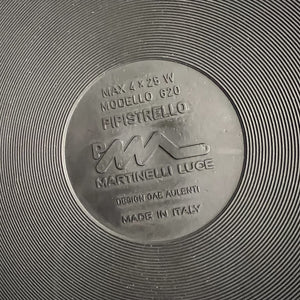 MAX 4 x 25 W
MODELLO 620
PIPISTRELLO
MARTINELLI LUCE
DESIGN GAE AULENTI
MADE IN ITALY